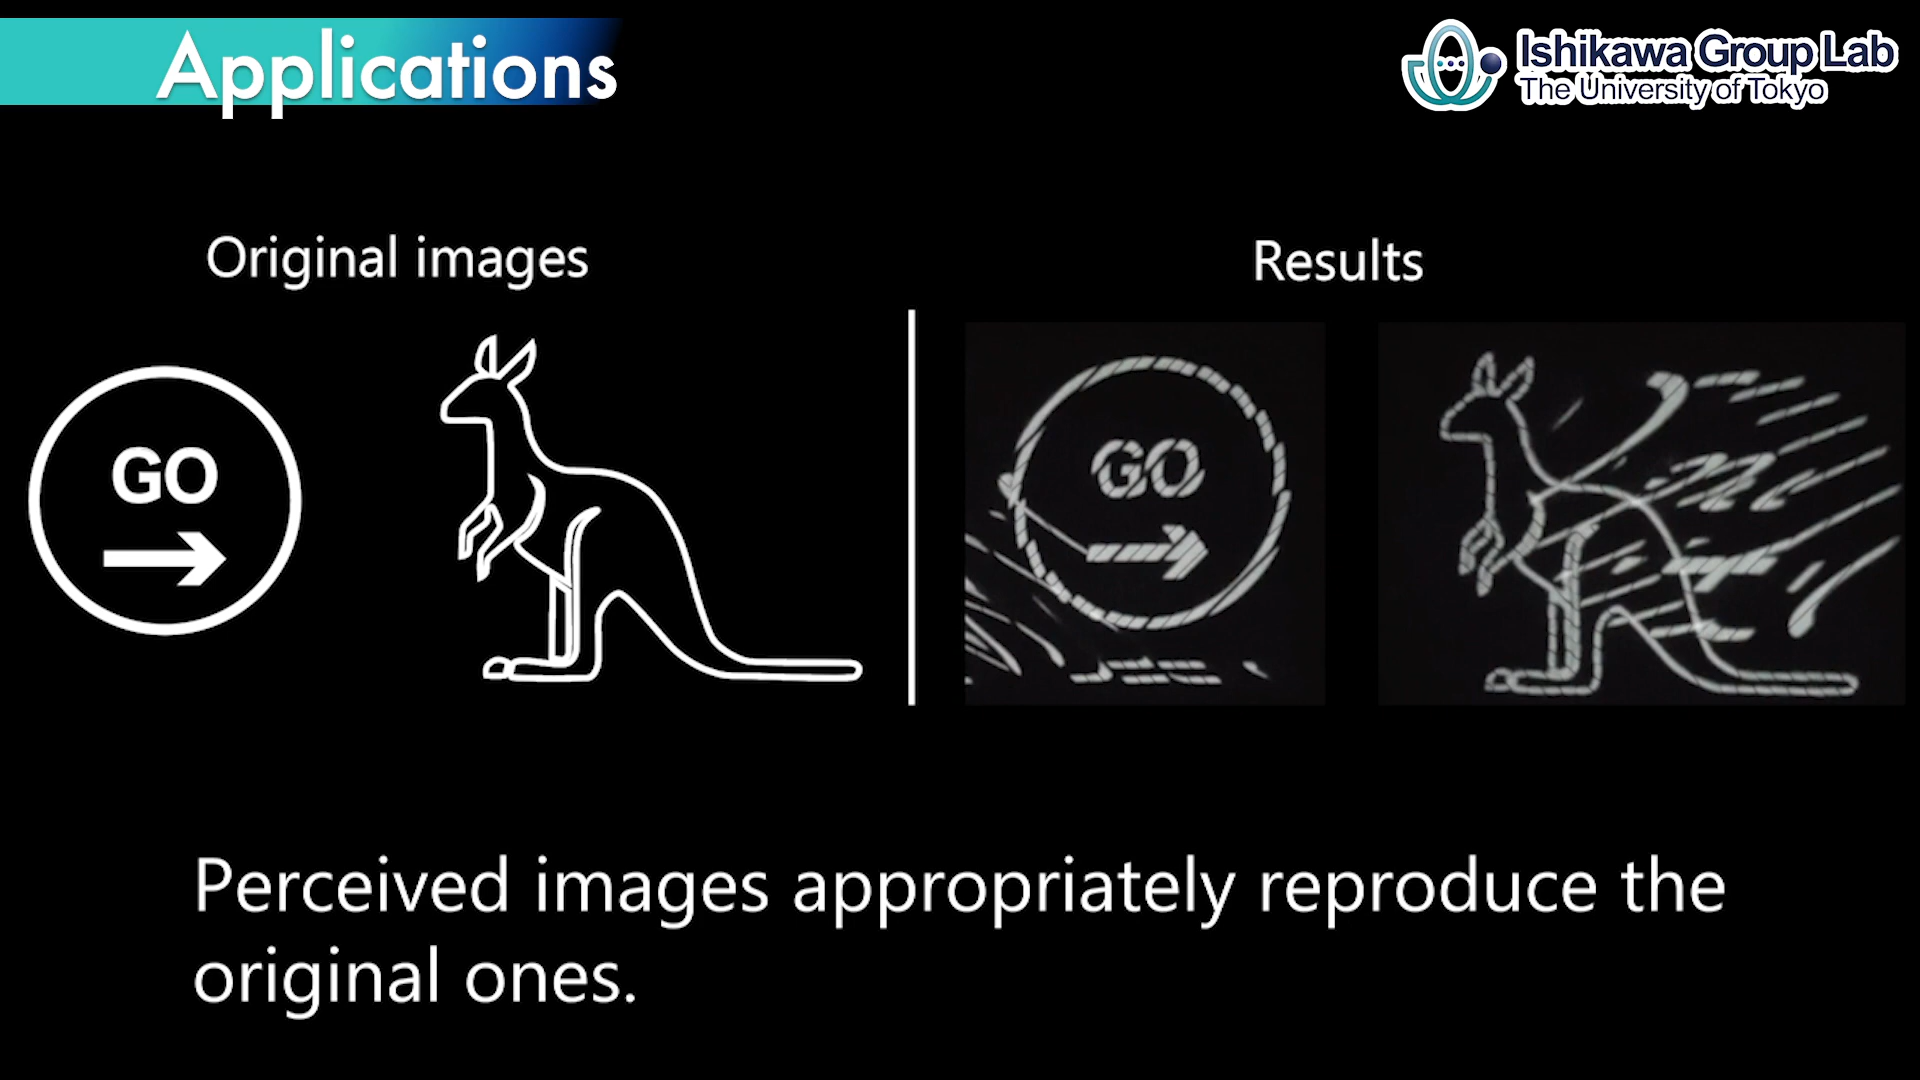 Applications
Ishikawa Group Lab
The University of Tokyo
Original images
Results
GO
GO
Perceived images appropriately reproduce the
original ones.